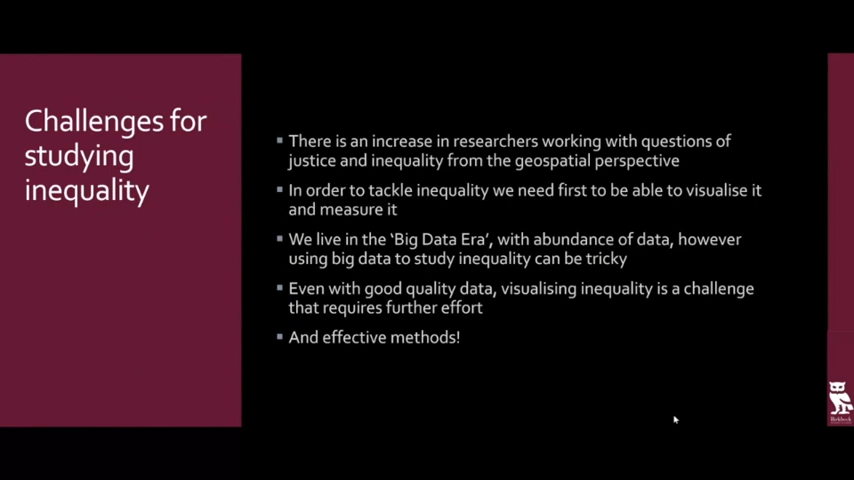 Challenges for
studying
inequality
▪ There is an increase in researchers working with questions of
justice and inequality from the geospatial perspective
▪ In order to tackle inequality we need first to be able to visualise it
and measure it
▪ We live in the ‘Big Data Era’, with abundance of data, however
using big data to study inequality can be tricky
▪ Even with good quality data, visualising inequality is a challenge
that requires further effort
▪ And effective methods!
Birkbeck